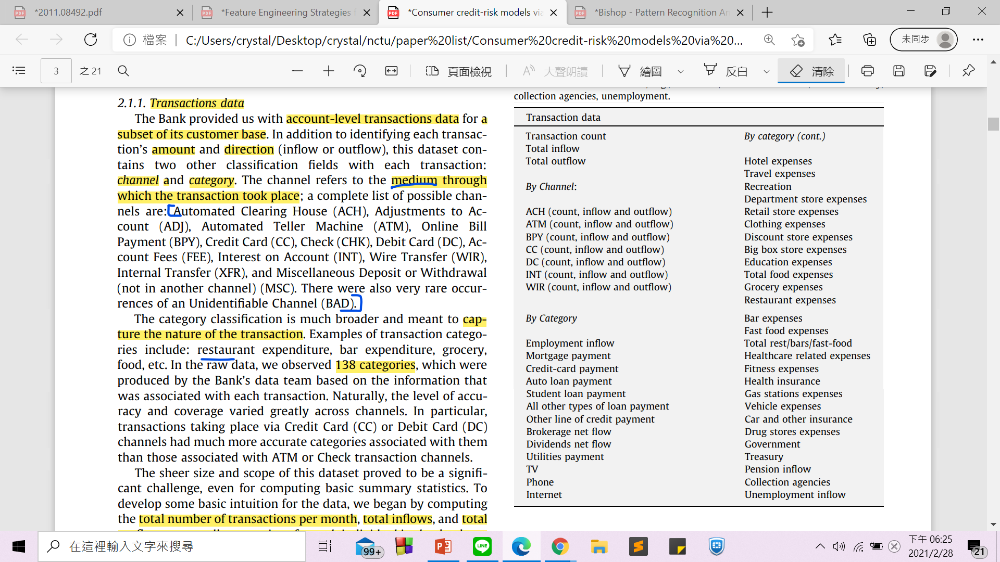 *2011.08492.pdf
*Feature Engineering Strategies f
*Consumer credit-risk models via
*Bishop - Pattern Recognition An
檔案
C:/Users/crystal/Desktop/crystal/nctu/paper%20list/Consumer%20credit-risk%20models%20via%20...
未同步
3
之 21
頁面檢視
大聲朗讀
繪圖
反白
清除
2.1.1. Transactions data
The Bank provided us with account-level transactions data for a
subset of its customer base. In addition to identifying each transac-
tion's amount and direction (inflow or outflow), this dataset con-
tains two other classification fields with each transaction:
channel and category. The channel refers to the medium through
which the transaction took place; a complete list of possible chan-
nels are: Automated Clearing House (ACH), Adjustments to Ac-
count (ADJ), Automated Teller Machine (ATM), Online Bill
Payment (BPY), Credit Card (CC), Check (CHK), Debit Card (DC), Ac-
count Fees (FEE), Interest on Account (INT), Wire Transfer (WIR),
Internal Transfer (XFR), and Miscellaneous Deposit or Withdrawal
(not in another channel) (MSC). There were also very rare occur-
rences of an Unidentifiable Channel (BAD).
The category classification is much broader and meant to cap-
ture the nature of the transaction. Examples of transaction catego-
ries include: restaurant expenditure, bar expenditure, grocery,
food, etc. In the raw data, we observed 138 categories, which were
produced by the Bank's data team based on the information that
was associated with each transaction. Naturally, the level of accu-
racy and coverage varied greatly across channels. In particular,
transactions taking place via Credit Card (CC) or Debit Card (DC)
channels had much more accurate categories associated with them
than those associated with ATM or Check transaction channels.
The sheer size and scope of this dataset proved to be a signifi-
cant challenge, even for computing basic summary statistics. To
develop some basic intuition for the data, we began by computing
the total number of transactions per month, total inflows, and total
collection agencies, unemployment.
Transaction data
Transaction count
Total inflow
Total outflow
By Channel:
ACH (count, inflow and outflow)
ATM (count, inflow and outflow)
BPY (count, inflow and outflow)
CC (count, inflow and outflow)
DC (count, inflow and outflow)
INT (count, inflow and outflow)
WIR (count, inflow and outflow)
By Category
Employment inflow
Mortgage payment
Credit-card payment
Auto loan payment
Student loan payment
All other types of loan payment
Other line of credit payment
Brokerage net flow
Dividends net flow
Utilities payment
TV
Phone
Internet
By category (cont.)
Hotel expenses
Travel expenses
Recreation
Department store expenses
Retail store expenses
Clothing expenses
Discount store expenses
Big box store expenses
Education expenses
Total food expenses
Grocery expenses
Restaurant expenses
Bar expenses
Fast food expenses
Total rest/bars/fast-food
Healthcare related expenses
Fitness expenses
Health insurance
Gas stations expenses
Vehicle expenses
Car and other insurance
Drug stores expenses
Government
Treasury
Pension inflow
Collection agencies
Unemployment inflow
在這裡輸入文字來搜尋
99+
LINE
下午 06:25
2021/2/28
21